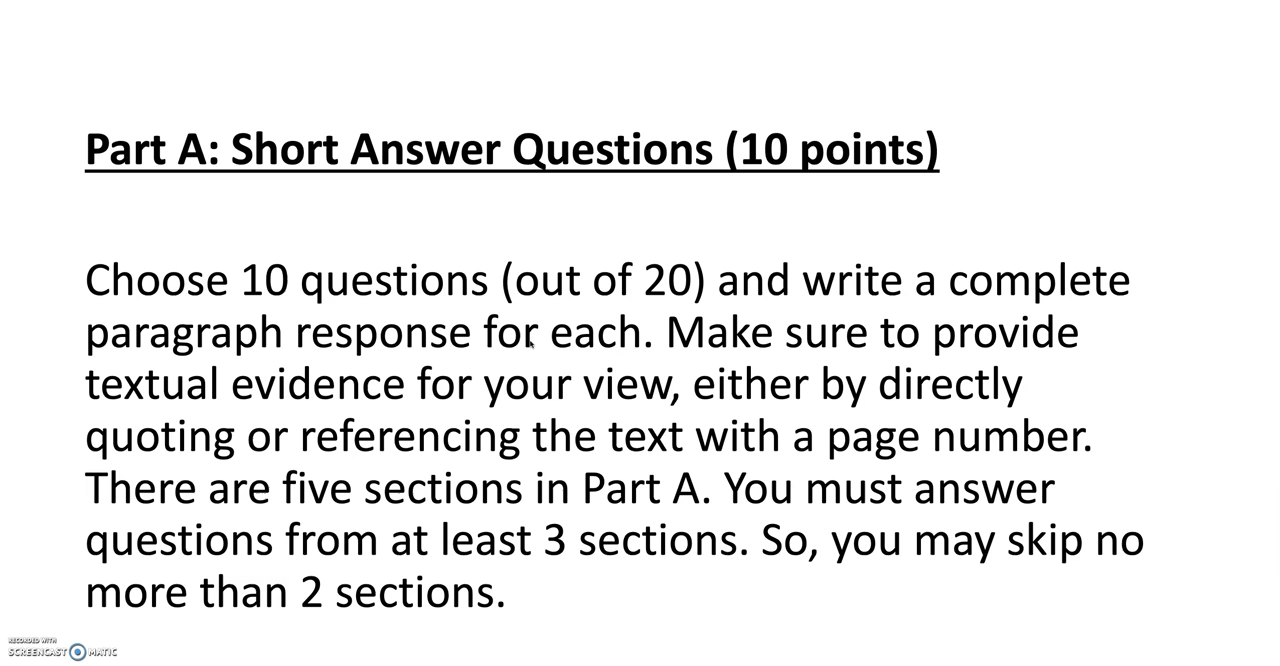 Part A: Short Answer Questions (10 points)
Choose 10 questions (out of 20) and write a complete
paragraph response for each. Make sure to provide
textual evidence for your view, either by directly
quoting or referencing the text with a page number.
There are five sections in Part A. You must answer
questions from at least 3 sections. So, you may skip no
more than 2 sections.
RECORDED WITH
SCREENCAST MATIC